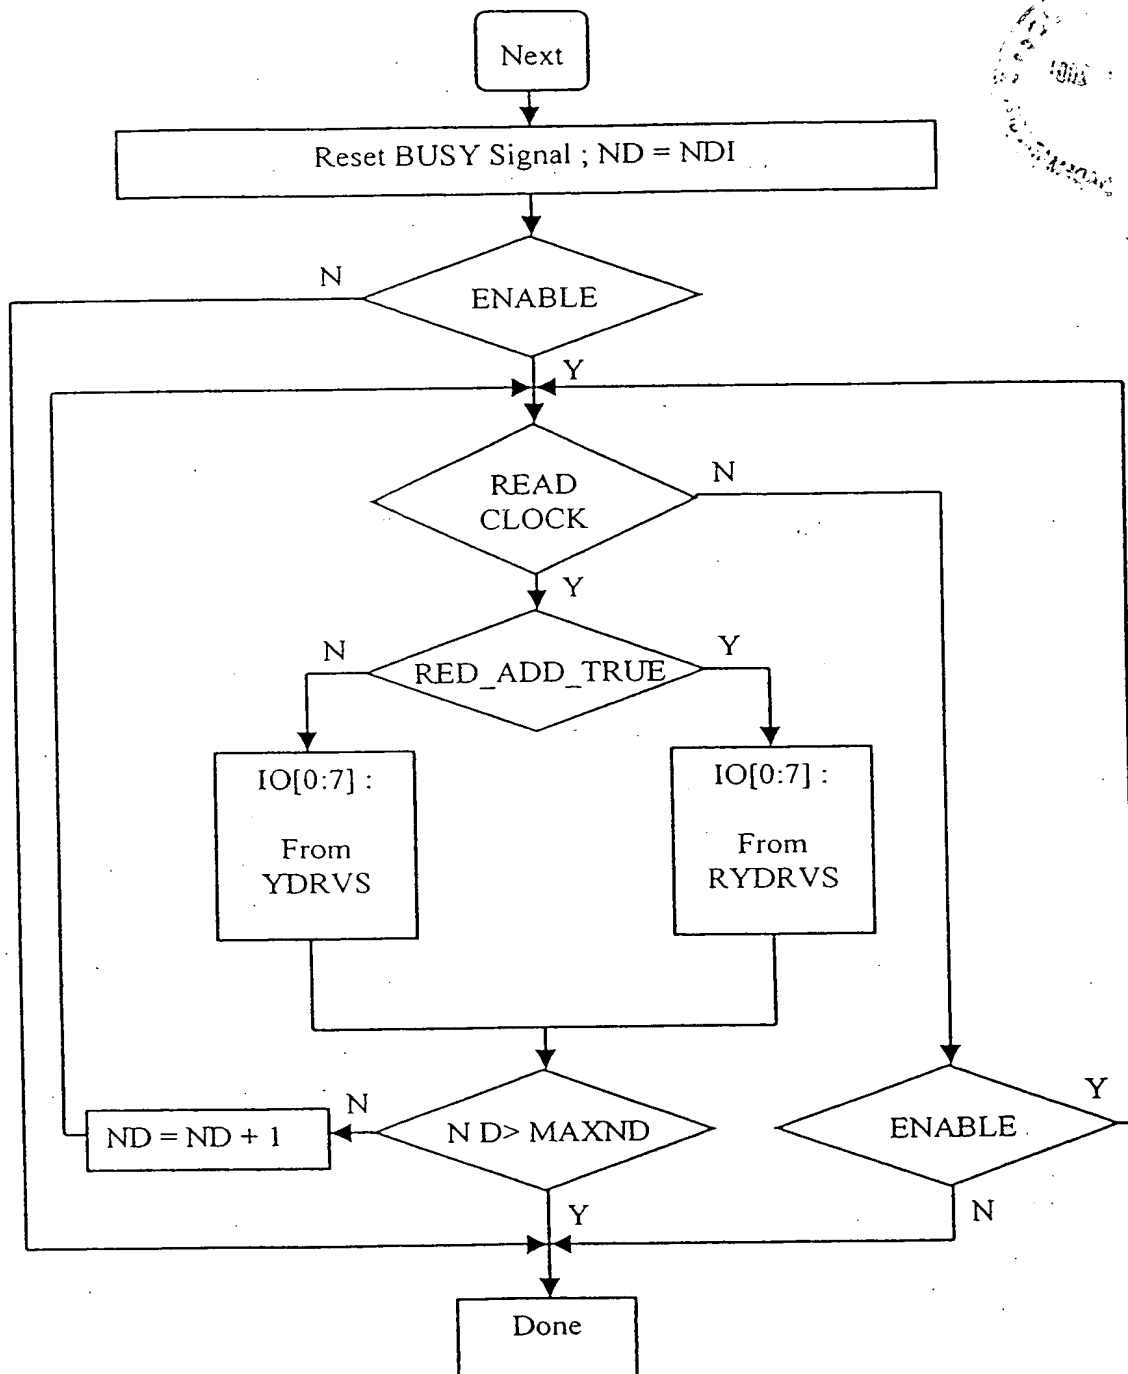 Next
Reset BUSY Signal ; ND = NDI
N
ENABLE
Y
READ
CLOCK
N
Y
N
RED_ADD_TRUE
Y
IO[0:7] :
From
YDRVS
IO[0:7] :
From
RYDRVS
ND = ND + 1
N
N D> MAXND
Y
ENABLE
Y
N
Done